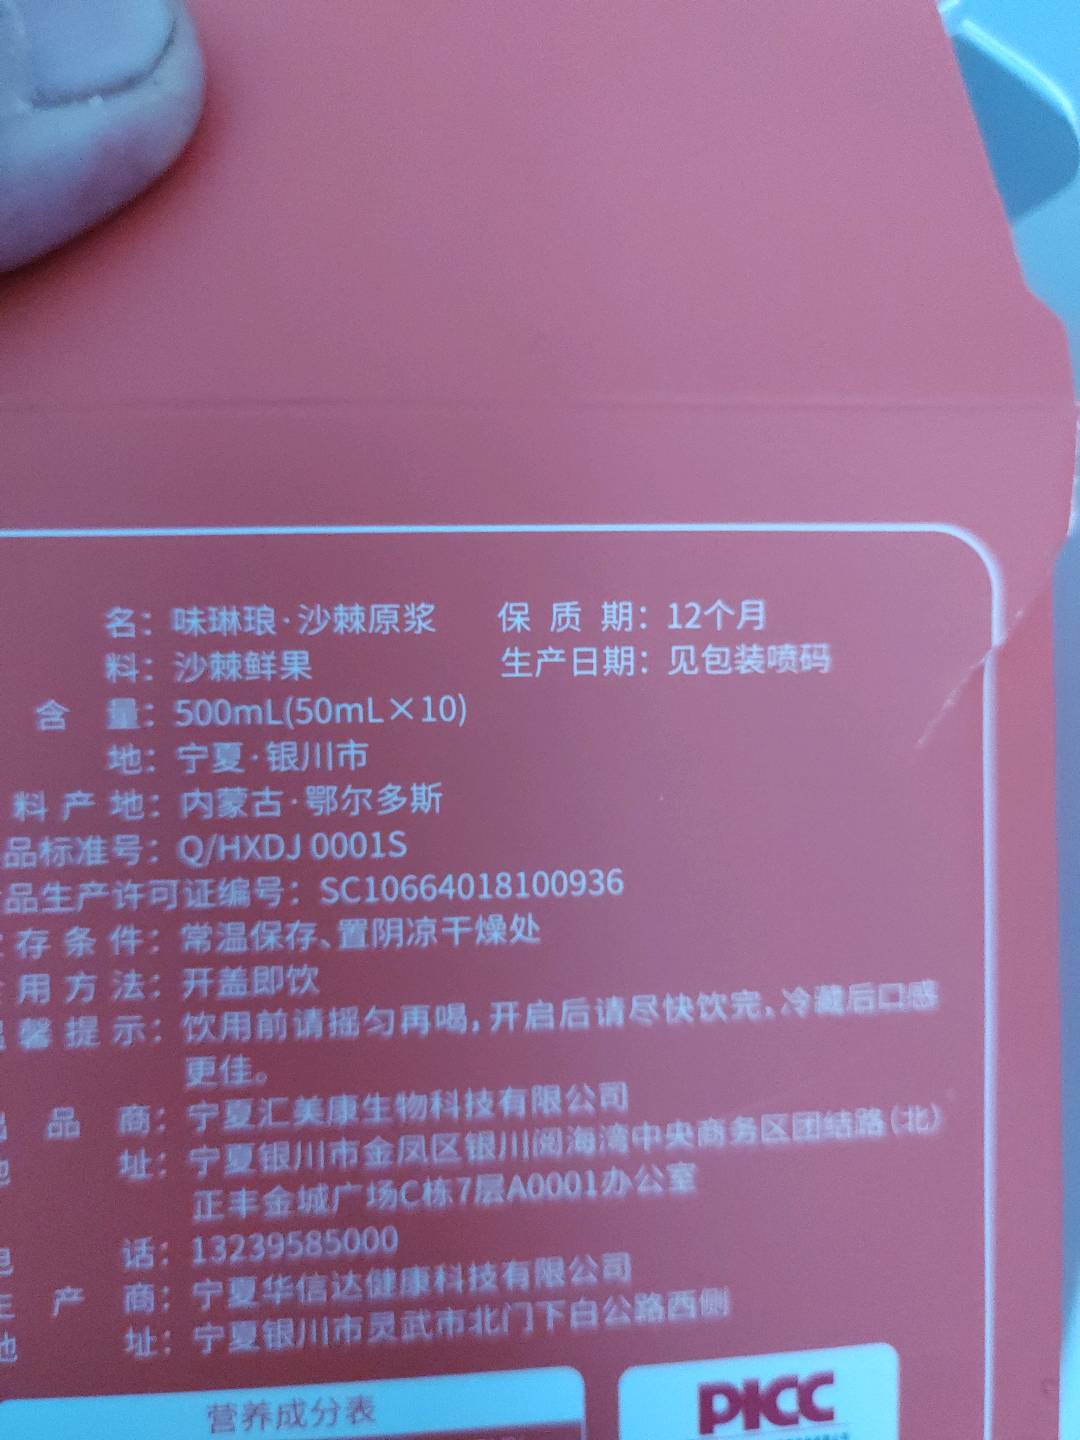 名：味琳琅·沙棘原浆 保质期：12个月
料：沙棘鲜果 生产日期：见包装喷码
含量：500mL(50mL×10)
地：宁夏·银川市
料产地：内蒙古·鄂尔多斯
品标准号：Q/HXDJ 0001S
品生产许可证编号：SC10664018100936
存条件：常温保存、置阴凉干燥处
用方法：开盖即饮
馨提示：饮用前请摇匀再喝，开启后请尽快饮完，冷藏后口感
更佳。
品商：宁夏汇美康生物科技有限公司
址：宁夏银川市金凤区银川阅海湾中央商务区团结路（北）
正丰金城广场C栋7层A0001办公室
话：13239585000
产商：宁夏华信达健康科技有限公司
址：宁夏银川市灵武市北门下白公路西侧
营养成分表
PICC